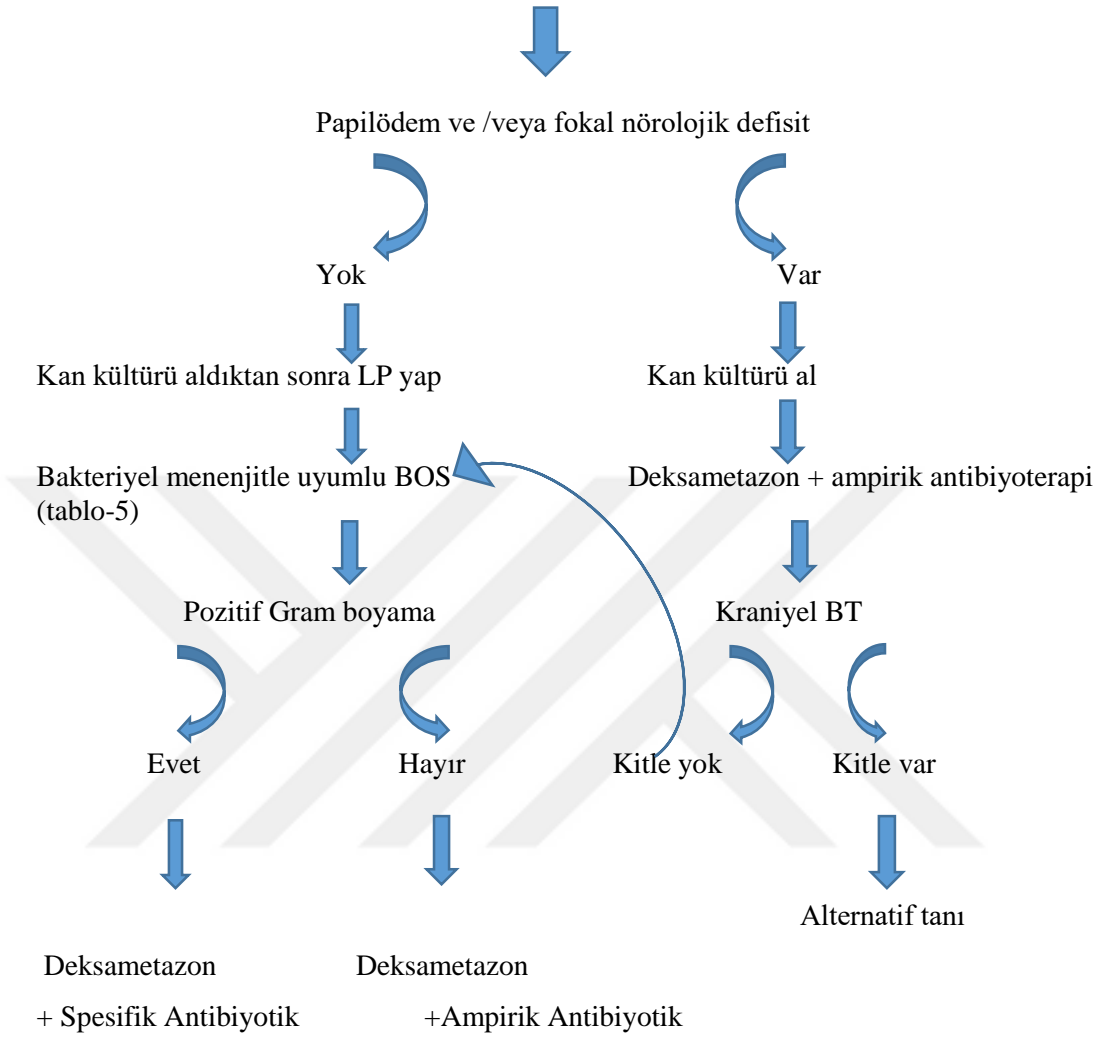 Papilödem ve /veya fokal nörolojik defisit
Yok
Var
Kan kültürü aldıktan sonra LP yap
Kan kültürü al
Bakteriyel menenjitle uyumlu BOS
(tablo-5)
Deksametazon + ampirik antibiyoterapi
Pozitif Gram boyama
Kraniyel BT
Evet
Hayır
Kitle yok
Kitle var
Alternatif tanı
Deksametazon
+ Spesifik Antibiyotik
Deksametazon
+Ampirik Antibiyotik